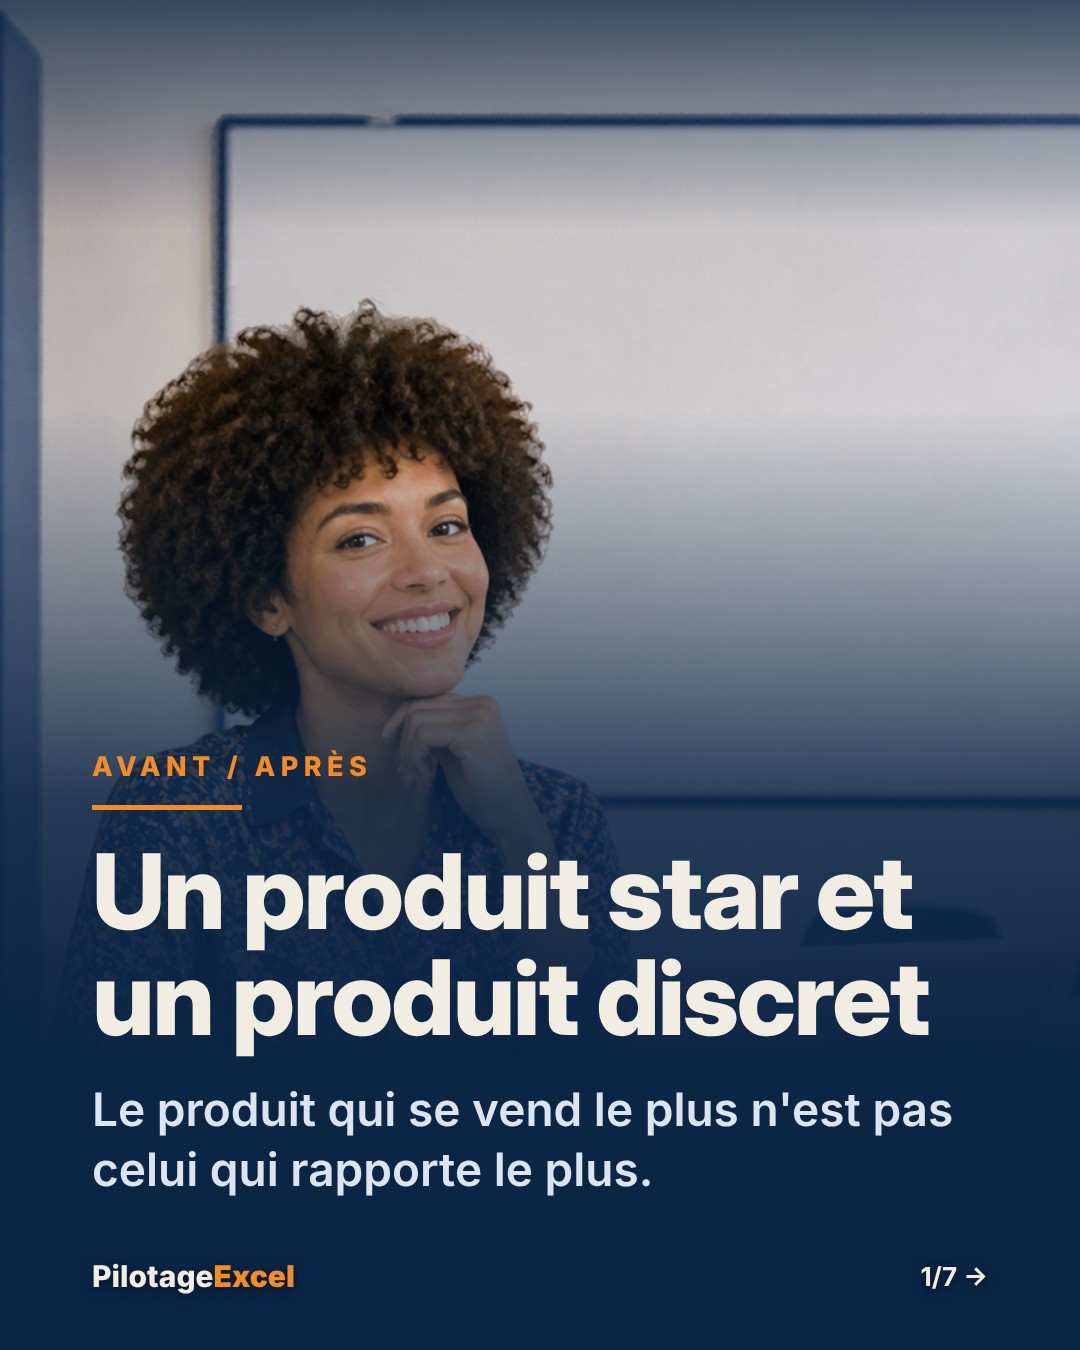 AVANT / APRÈS
Un produit star et
un produit discret
Le produit qui se vend le plus n'est pas
celui qui rapporte le plus.
PilotageExcel
1/7 →